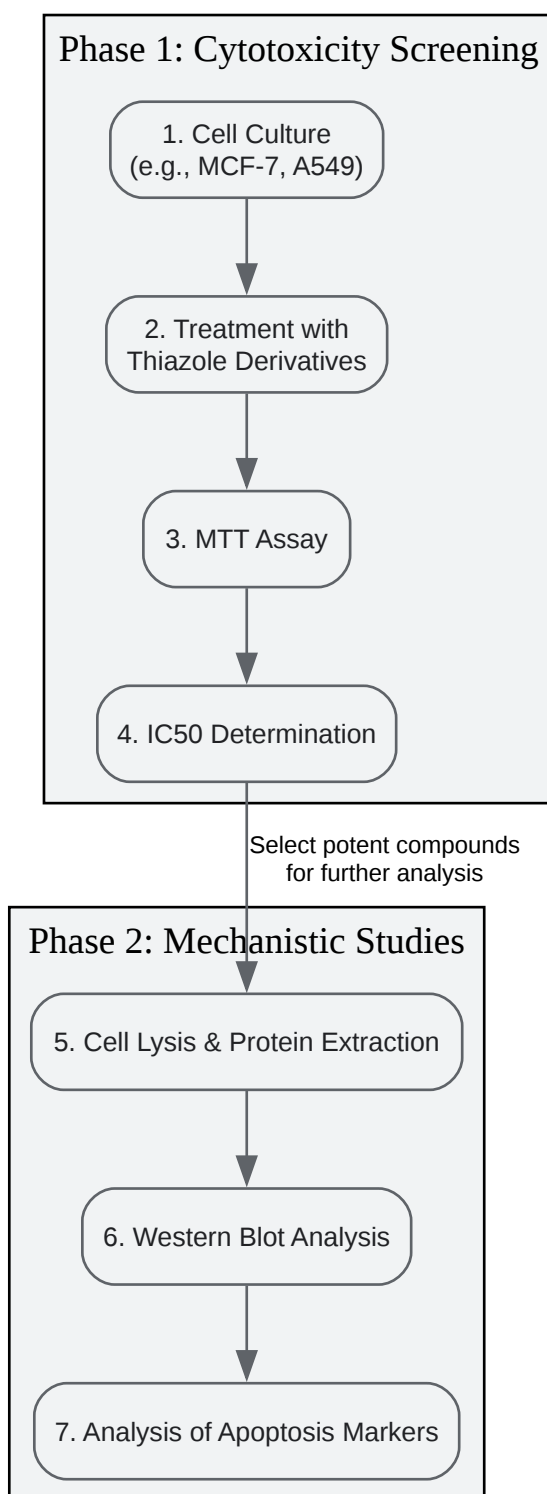 Phase 1: Cytotoxicity Screening
1. Cell Culture
(e.g., MCF-7, A549)
2. Treatment with
Thiazole Derivatives
3. MTT Assay
4. IC50 Determination
Select potent compounds
for further analysis
Phase 2: Mechanistic Studies
5. Cell Lysis & Protein Extraction
6. Western Blot Analysis
7. Analysis of Apoptosis Markers